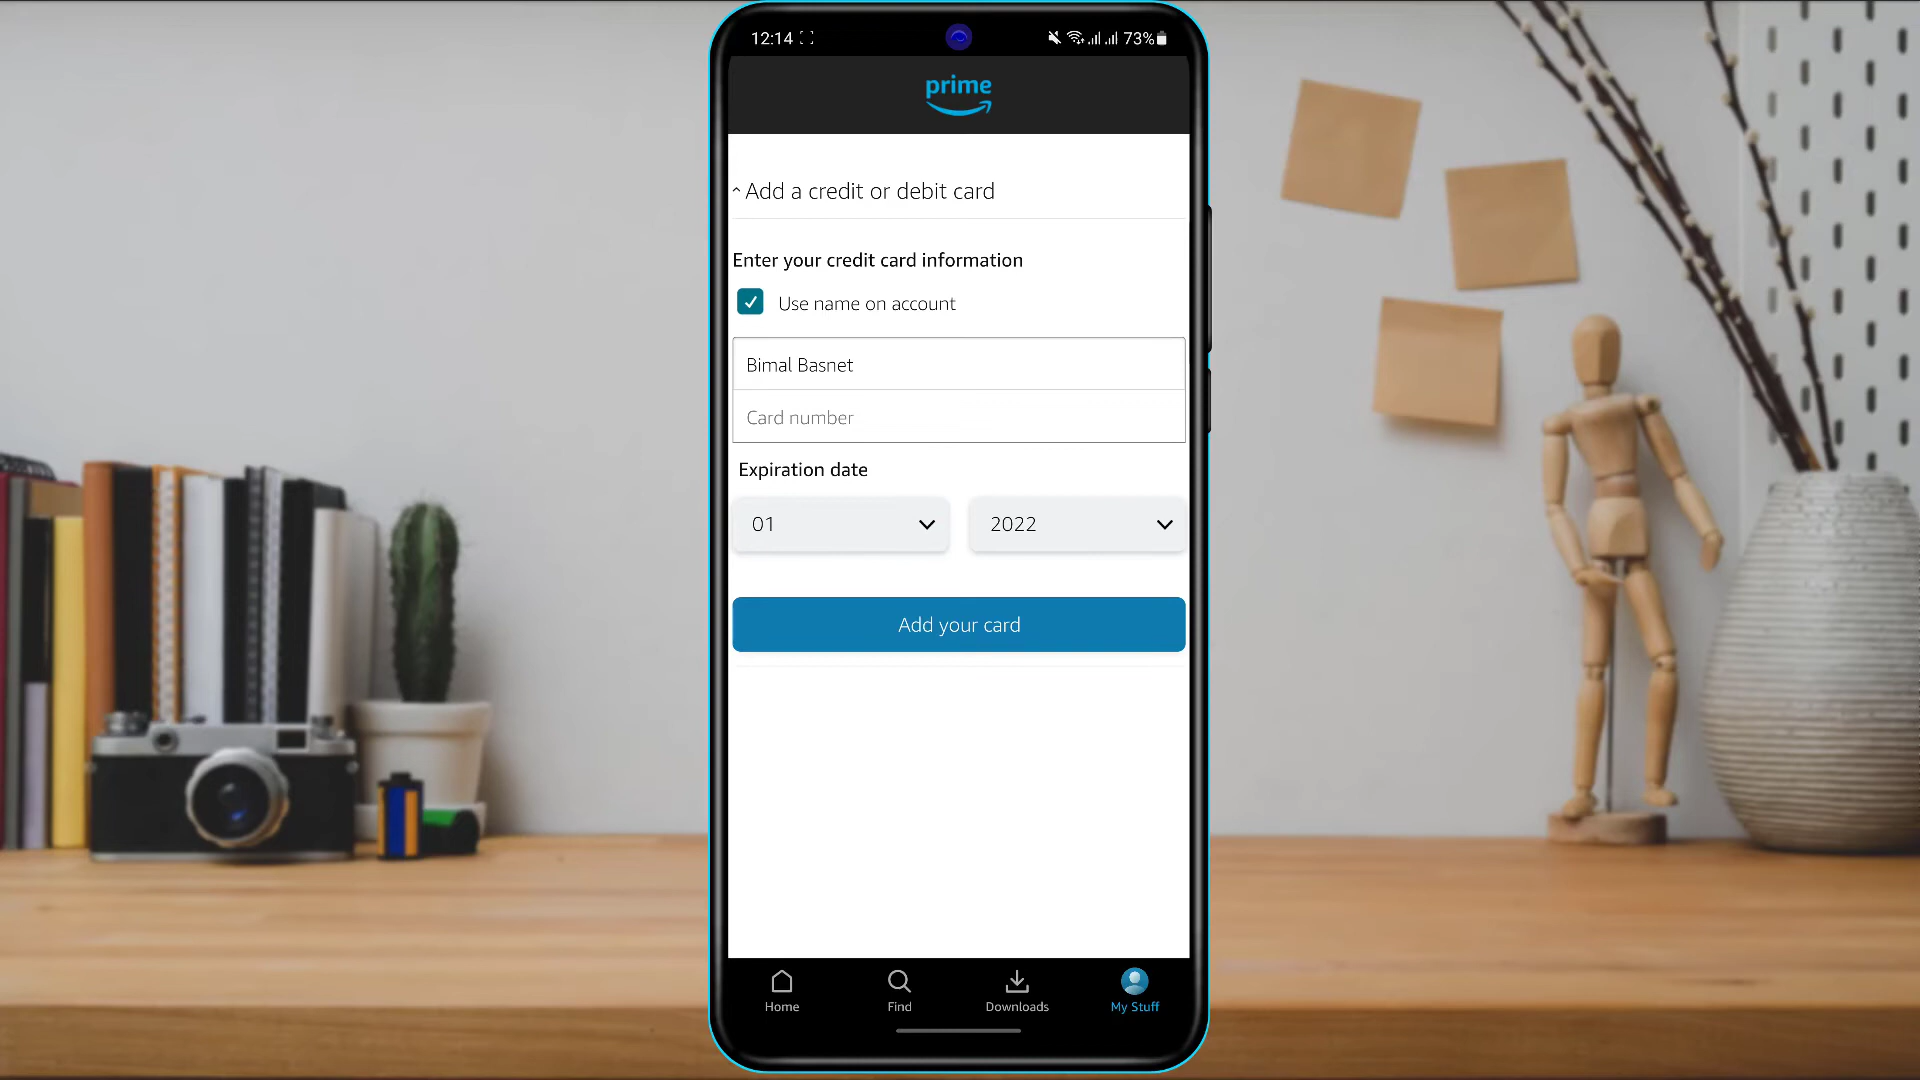 12:14
73%
prime
Add a credit or debit card
Enter your credit card information
Use name on account
Bimal Basnet
Card number
Expiration date
01
2022
Add your card
Home
Find
Downloads
My Stuff